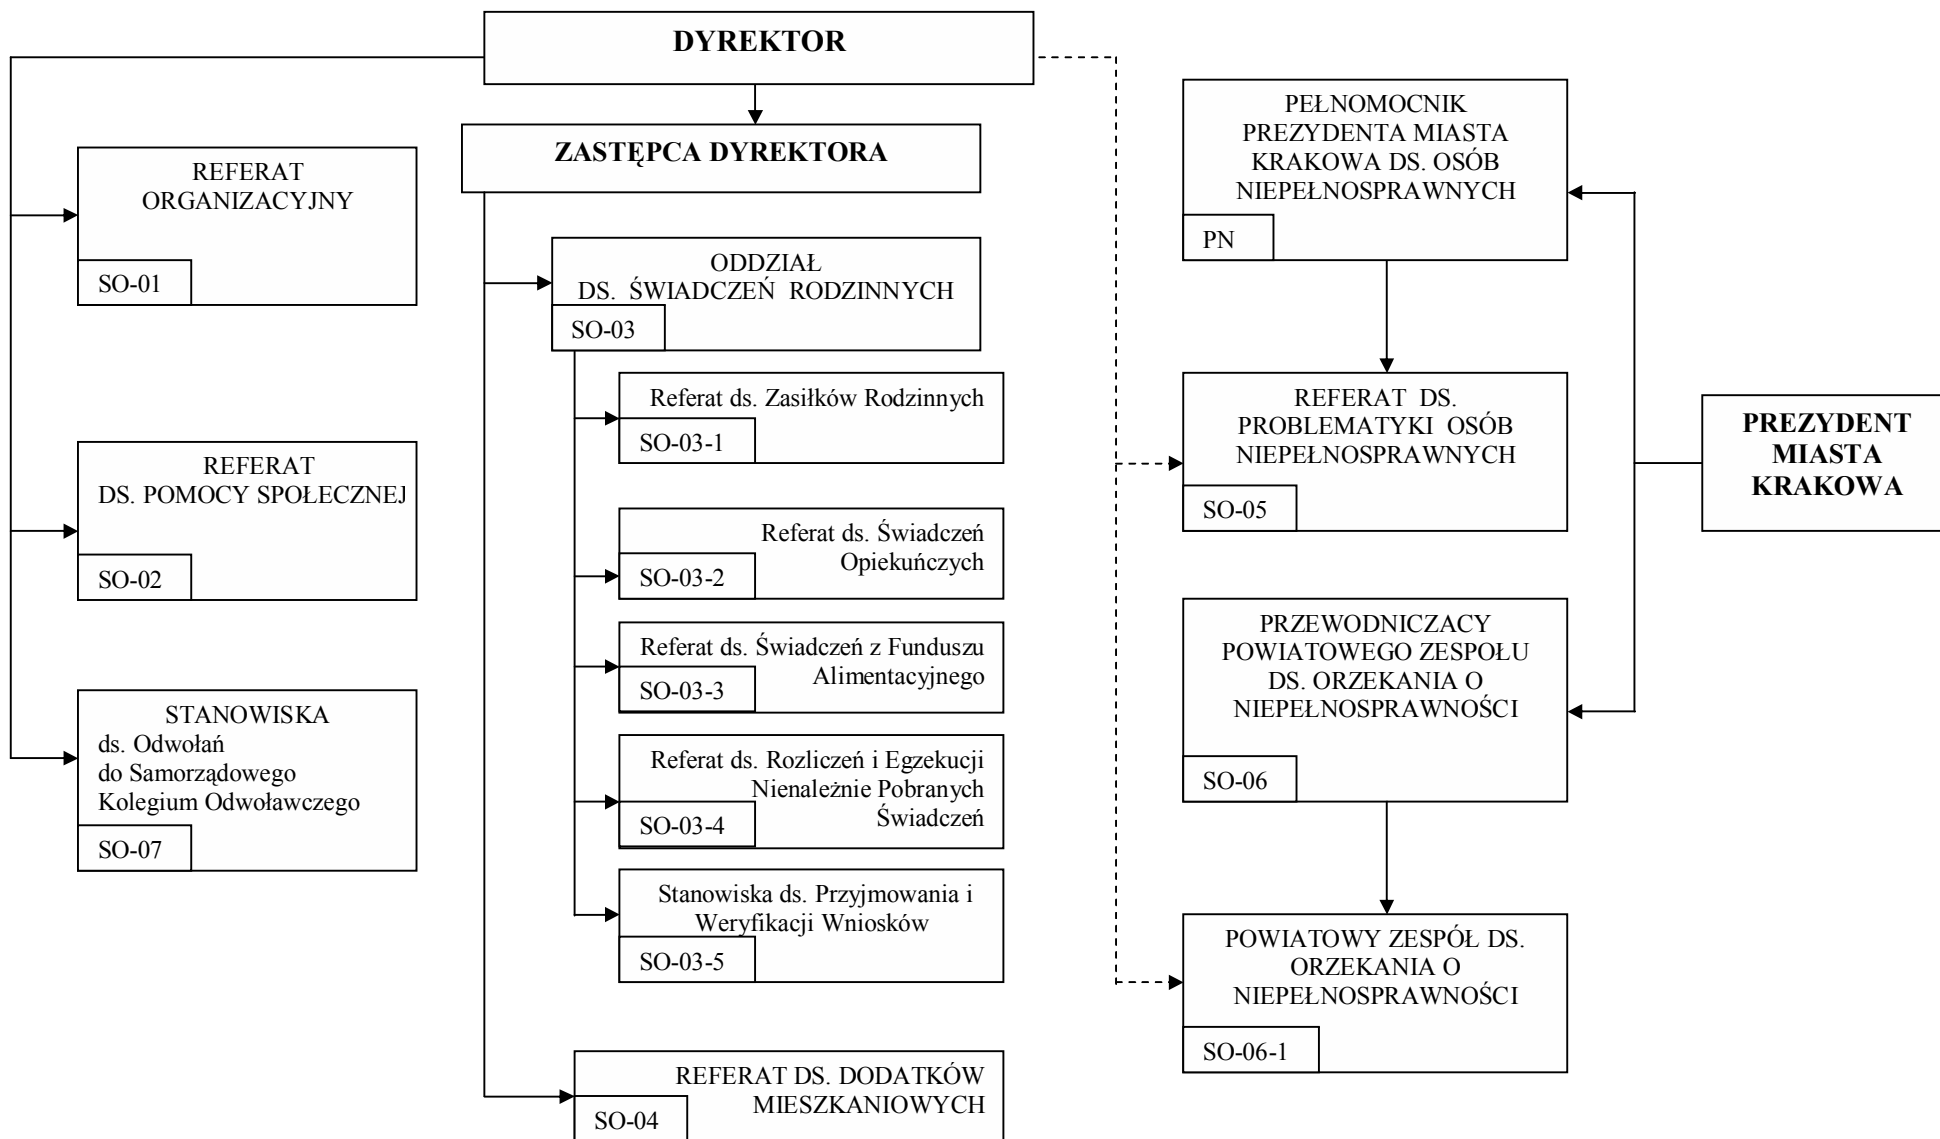 DYREKTOR
ZASTĘPCA DYREKTORA
REFERAT
ORGANIZACYJNY
SO-01
REFERAT
DS. POMOCY SPOŁECZNEJ
SO-02
STANOWISKA
ds. Odwołań
do Samorządowego
Kolegium Odwoławczego
SO-07
ODDZIAŁ
DS. ŚWIADCZEŃ RODZINNYCH
SO-03
Referat ds. Zasiłków Rodzinnych
SO-03-1
Referat ds. Świadczeń
Opiekuńczych
SO-03-2
Referat ds. Świadczeń z Funduszu
Alimentacyjnego
SO-03-3
Referat ds. Rozliczeń i Egzekucji
Nienależnie Pobranych
Świadczeń
SO-03-4
Stanowiska ds. Przyjmowania i
Weryfikacji Wniosków
SO-03-5
REFERAT DS. DODATKÓW
MIESZKANIOWYCH
SO-04
PEŁNOMOCNIK
PREZYDENTA MIASTA
KRAKOWA DS. OSÓB
NIEPEŁNOSPRAWNYCH
PN
REFERAT DS.
PROBLEMATYKI OSÓB
NIEPEŁNOSPRAWNYCH
SO-05
PRZEWODNICZACY
POWIATOWEGO ZESPOŁU
DS. ORZEKANIA O
NIEPEŁNOSPRAWNOŚCI
SO-06
POWIATOWY ZESPÓŁ DS.
ORZEKANIA O
NIEPEŁNOSPRAWNOŚCI
SO-06-1
PREZYDENT
MIASTA
KRAKOWA